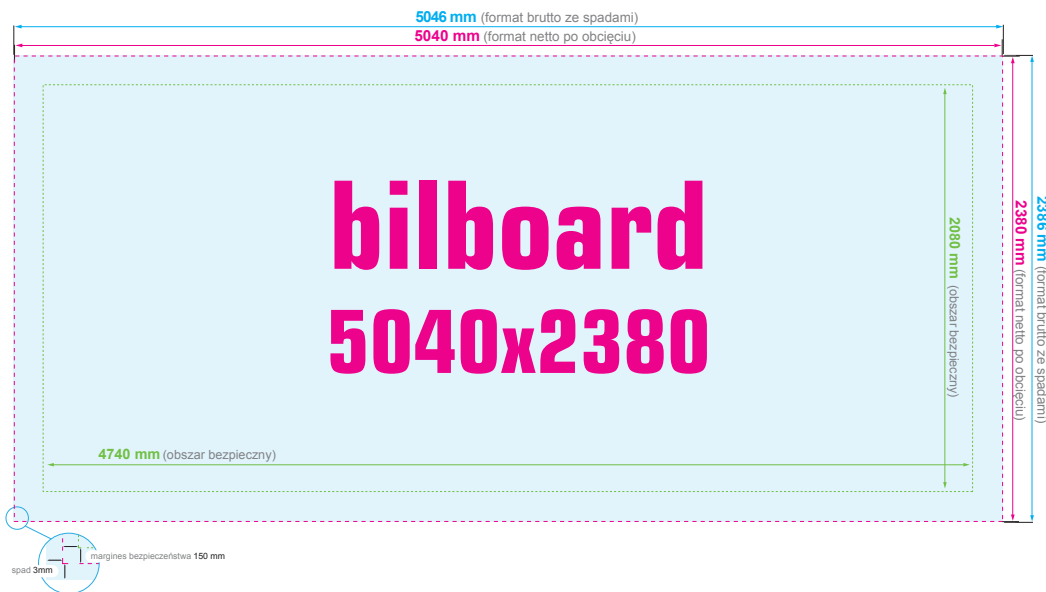 5046 mm (format brutto ze spadami)
5040 mm (format netto po obcięciu)
bilboard
5040x2380
2080 mm (obszar bezpieczny)
2380 mm (format netto po obcięciu)
2386 mm (format brutto ze spadami)
4740 mm (obszar bezpieczny)
margines bezpieczeństwa 150 mm
spad 3mm